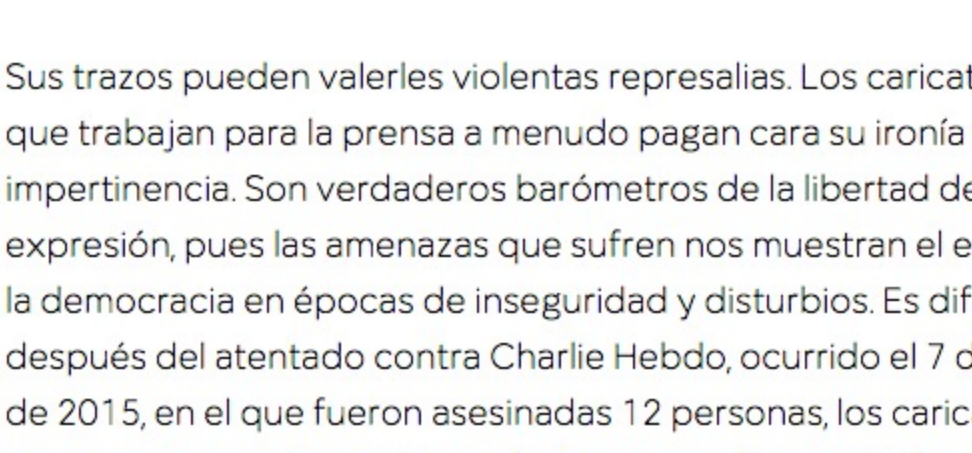 Sus trazos pueden valerles violentas represalias. Los caricat
que trabajan para la prensa a menudo pagan cara su ironía
impertinencia. Son verdaderos barómetros de la libertad de
expresión, pues las amenazas que sufren nos muestran el e
la democracia en épocas de inseguridad y disturbios. Es dif
después del atentado contra Charlie Hebdo, ocurrido el 7 d
de 2015, en el que fueron asesinadas 12 personas, los caric